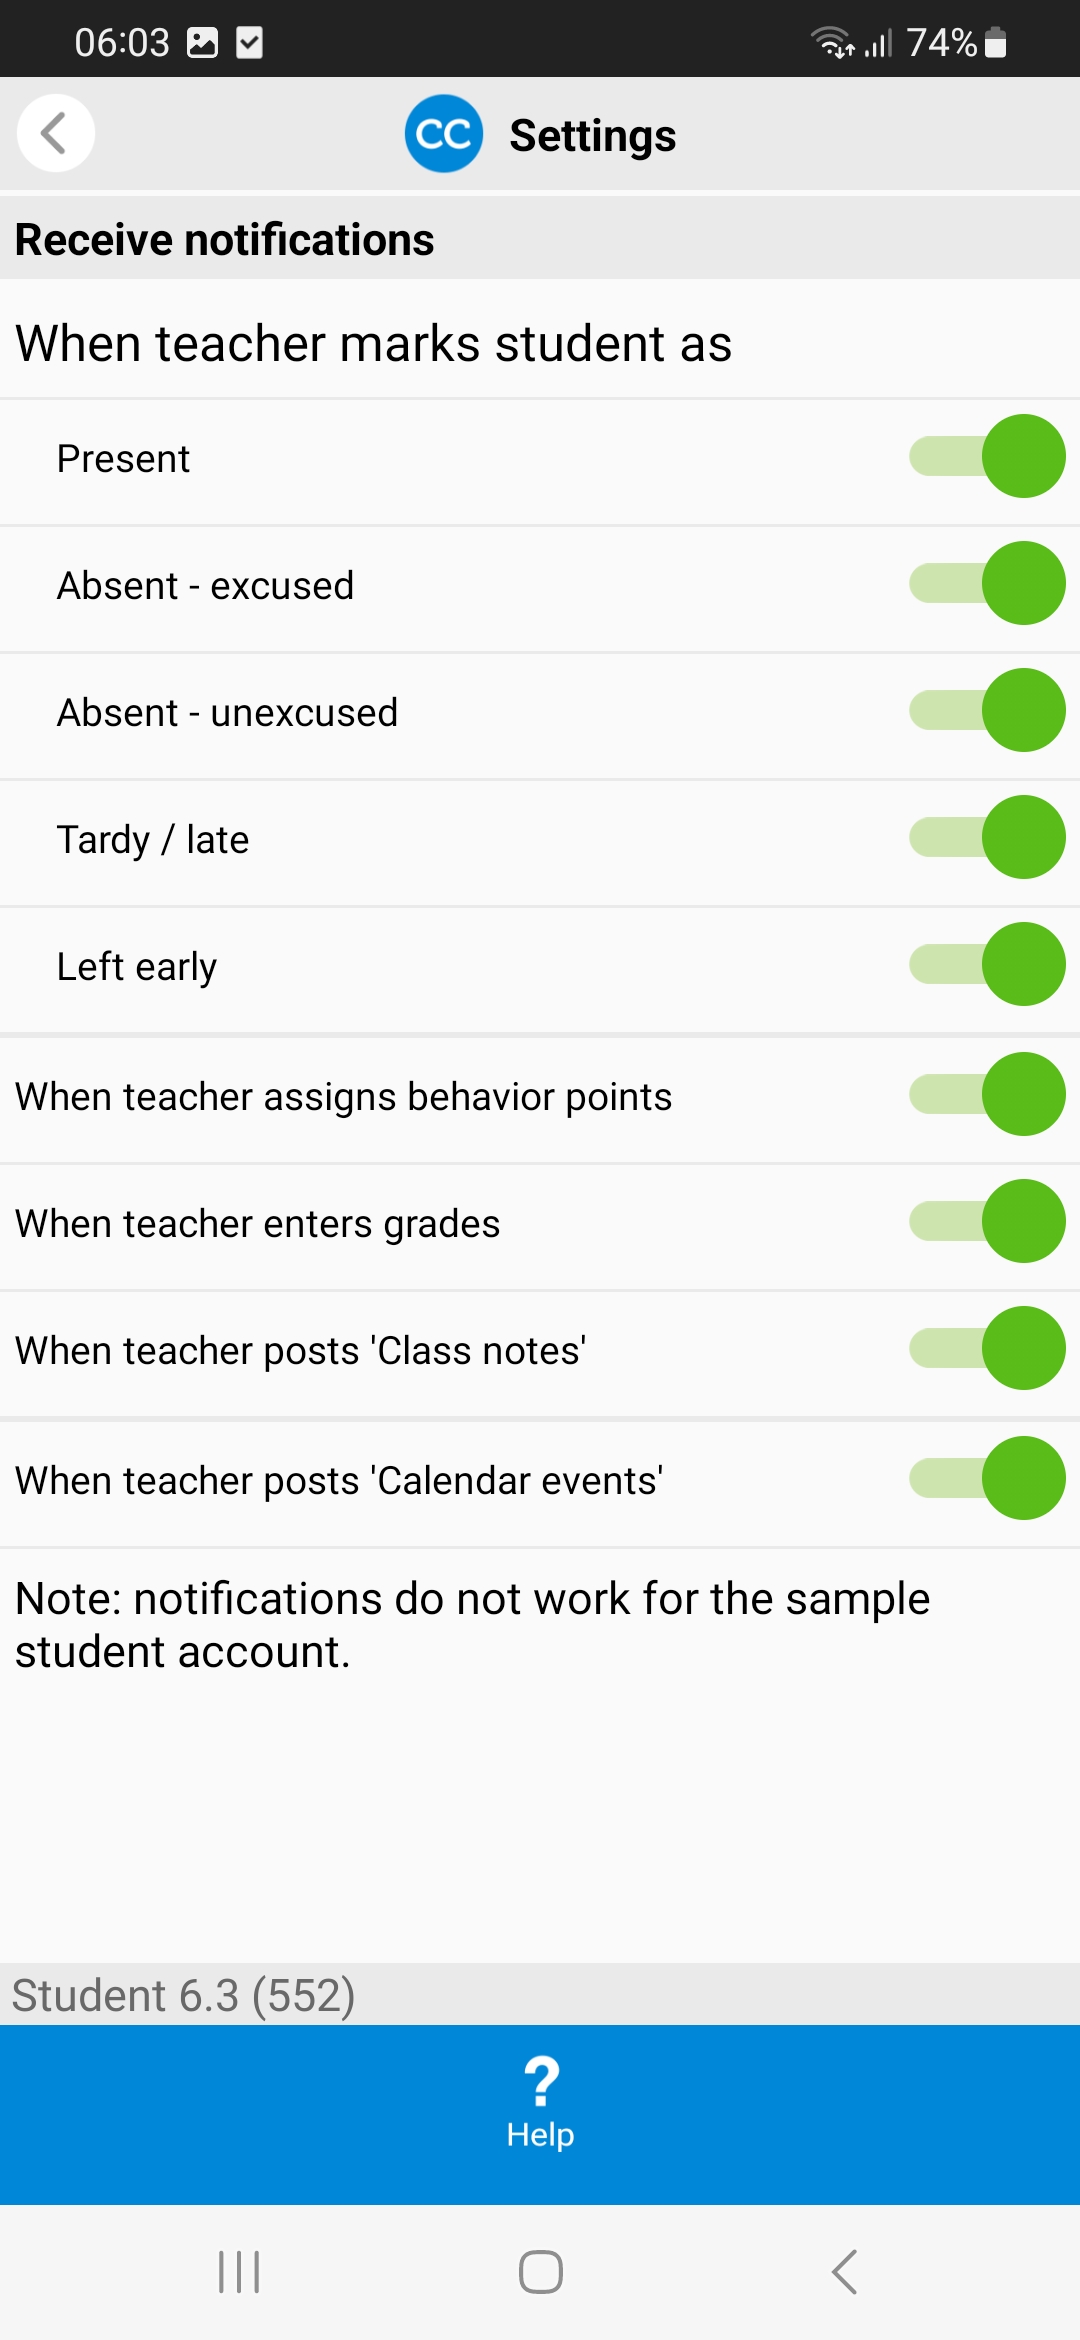 06:03 74%
CC Settings
Receive notifications
When teacher marks student as
Present
Absent - excused
Absent - unexcused
Tardy / late
Left early
When teacher assigns behavior points
When teacher enters grades
When teacher posts 'Class notes'
When teacher posts 'Calendar events'
Note: notifications do not work for the sample
student account.
Student 6.3 (552)
?
Help